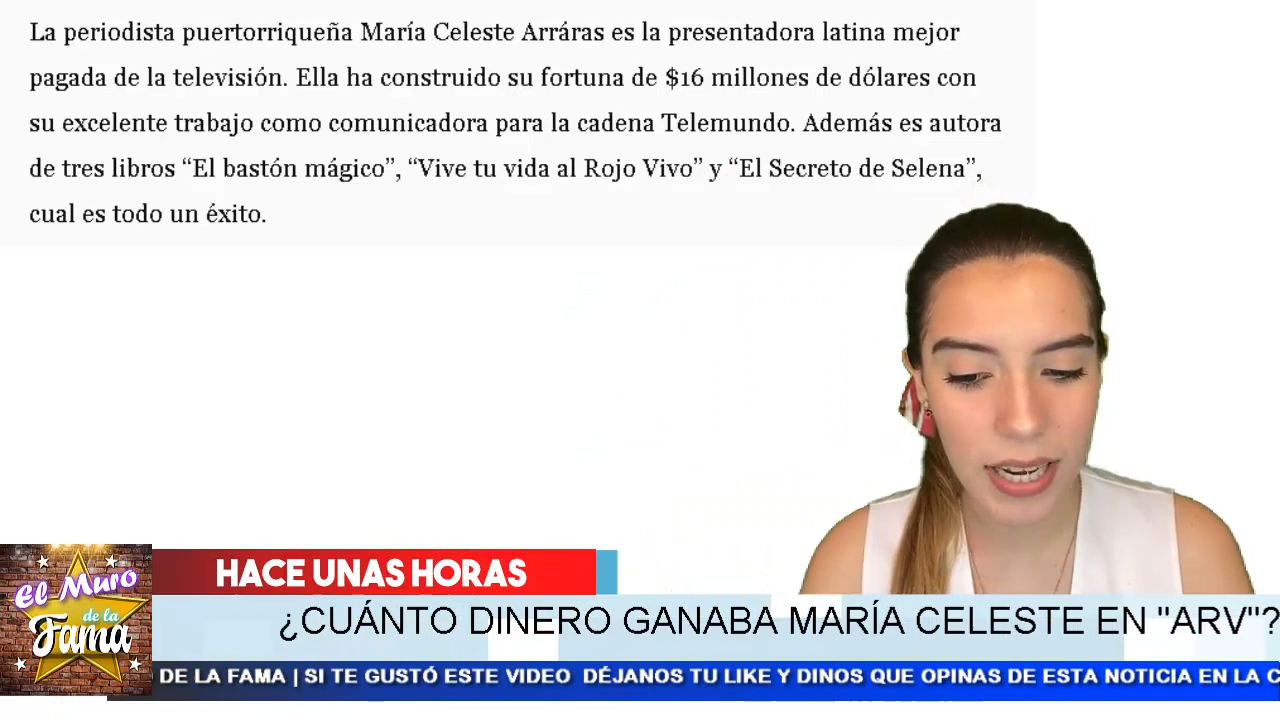 La periodista puertorriqueña María Celeste Arráras es la presentadora latina mejor
pagada de la televisión. Ella ha construido su fortuna de $16 millones de dólares con
su excelente trabajo como comunicadora para la cadena Telemundo. Además es autora
de tres libros “El bastón mágico”, “Vive tu vida al Rojo Vivo” y “El Secreto de Selena”,
cual es todo un éxito.
HACE UNAS HORAS
El Muro
de la
Fama
¿CUÁNTO DINERO GANABA MARÍA CELESTE EN "ARV"?
DE LA FAMA | SI TE GUSTÓ ESTE VIDEO DÉJANOS TU LIKE Y DINOS QUE OPINAS DE ESTA NOTICIA EN LA C